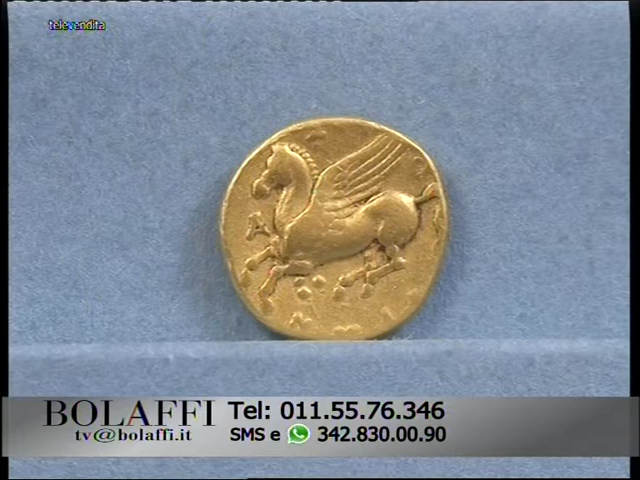 televendita
A
BOLAFFI
tv@bolaffi.it
Tel: 011.55.76.346
SMS e 342.830.00.90